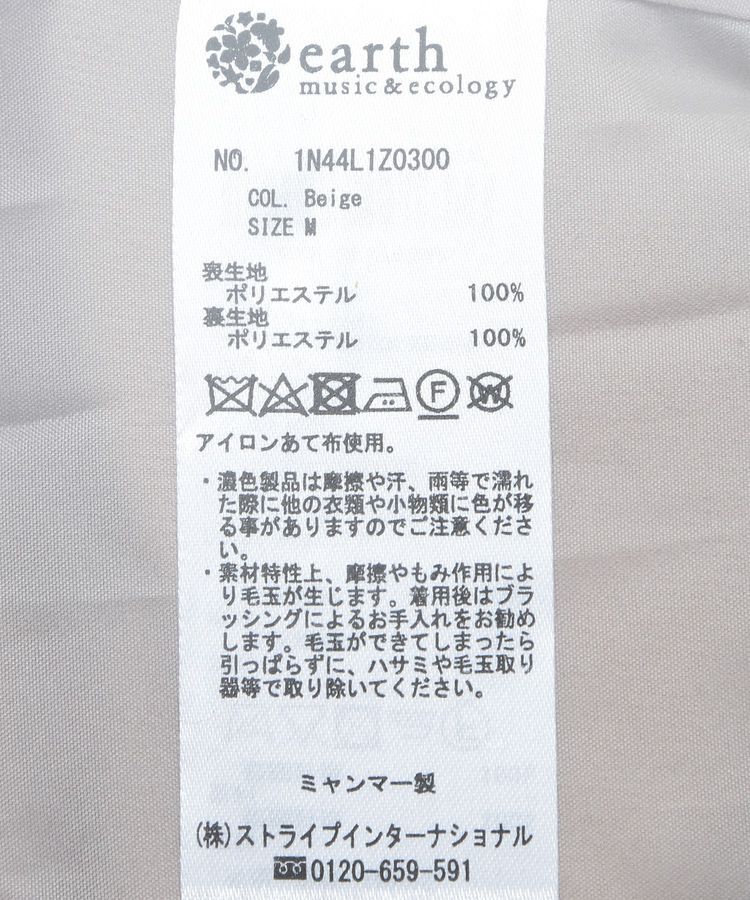 earth
music&ecology
NO. 1N44L1Z0300
COL. Beige
SIZE M
表生地
ポリエステル 100%
裏生地
ポリエステル 100%
F W
アイロンあて布使用。
・濃色製品は摩擦や汗、雨等で濡れ
た際に他の衣類や小物類に色が移
る事がありますのでご注意くださ
い。
・素材特性上、摩擦やもみ作用によ
り毛玉が生じます。着用後はブラ
ッシングによるお手入れをお勧め
します。毛玉ができてしまったら
引っぱらずに、ハサミや毛玉取り
器等で取り除いてください。
ミャンマー製
(株)ストライプインターナショナル
0120-659-591